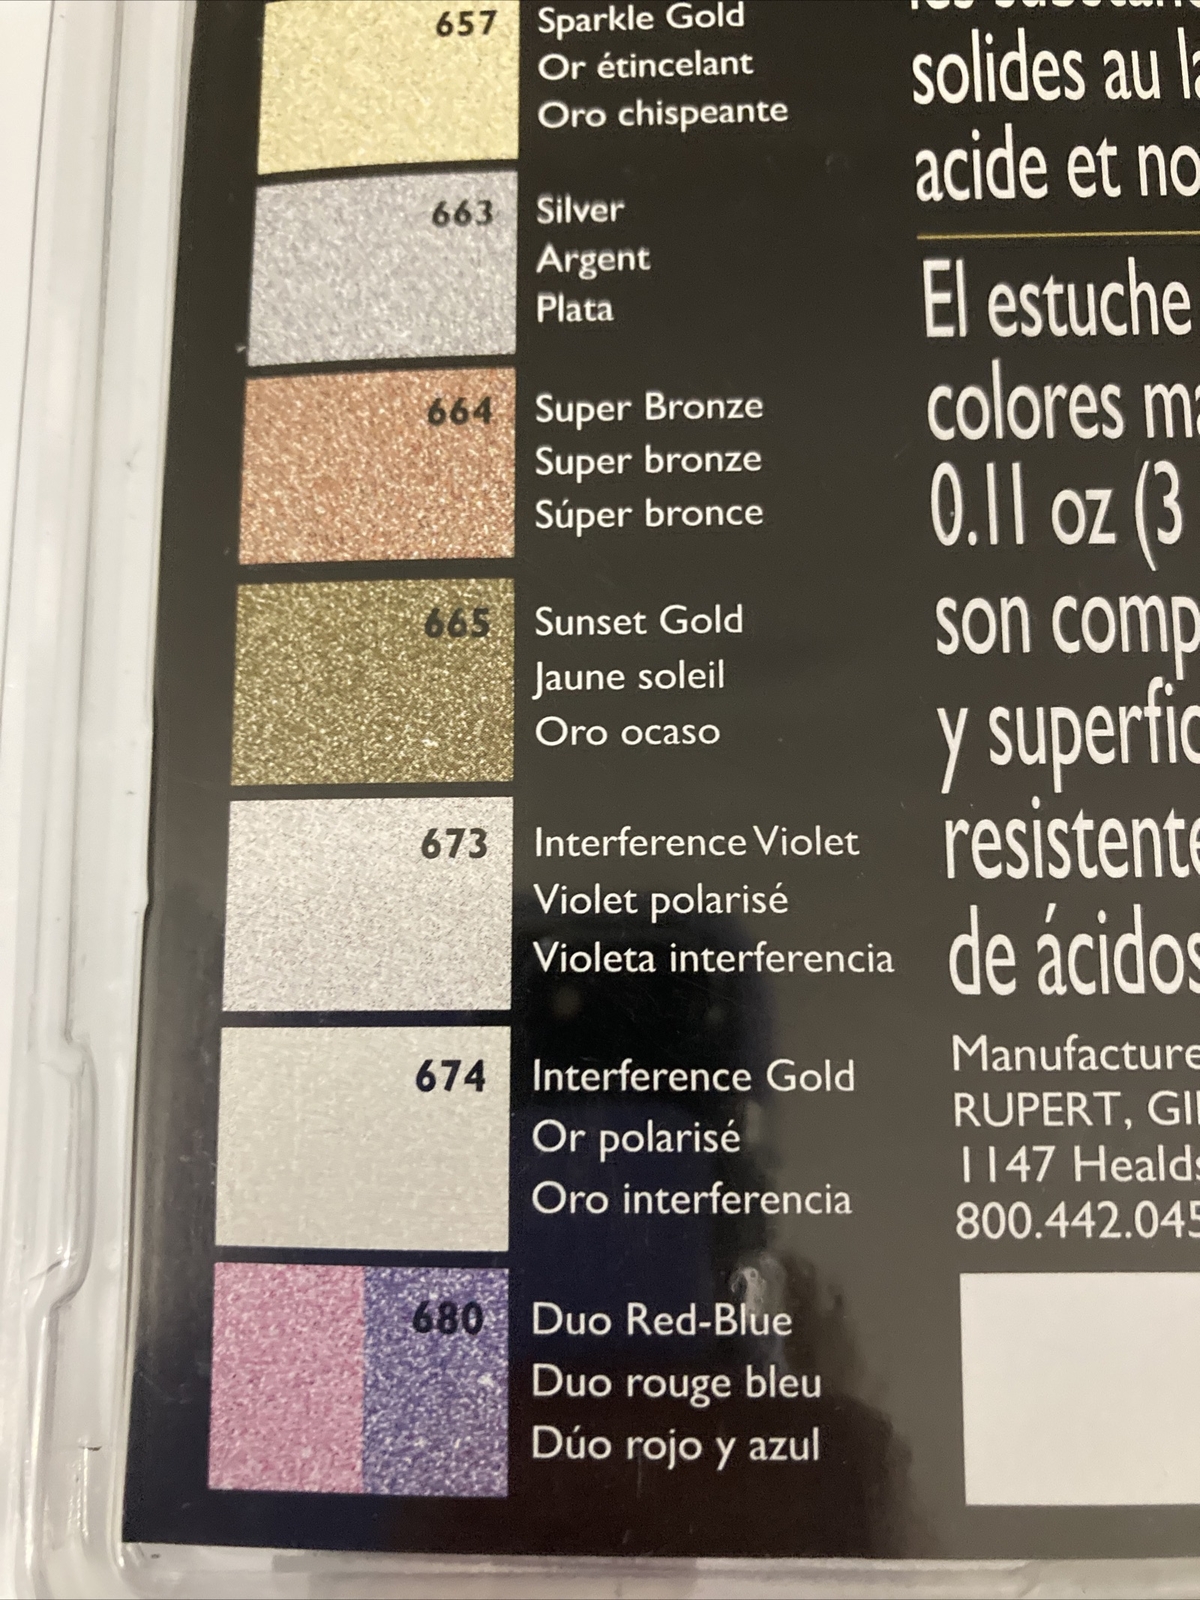 657
Sparkle Gold
Or étincelant
Oro chispeante
663
Silver
Argent
Plata
664
Super Bronze
Super bronze
Súper bronce
665
Sunset Gold
Jaune soleil
Oro ocaso
673
Interference Violet
Violet polarisé
Violeta interferencia
674
Interference Gold
Or polarisé
Oro interferencia
680
Duo Red-Blue
Duo rouge bleu
Dúo rojo y azul
solides au
acide et
El estuche
colores
0.11 oz (3
son
y
de ácidos
RUPERT,
1147